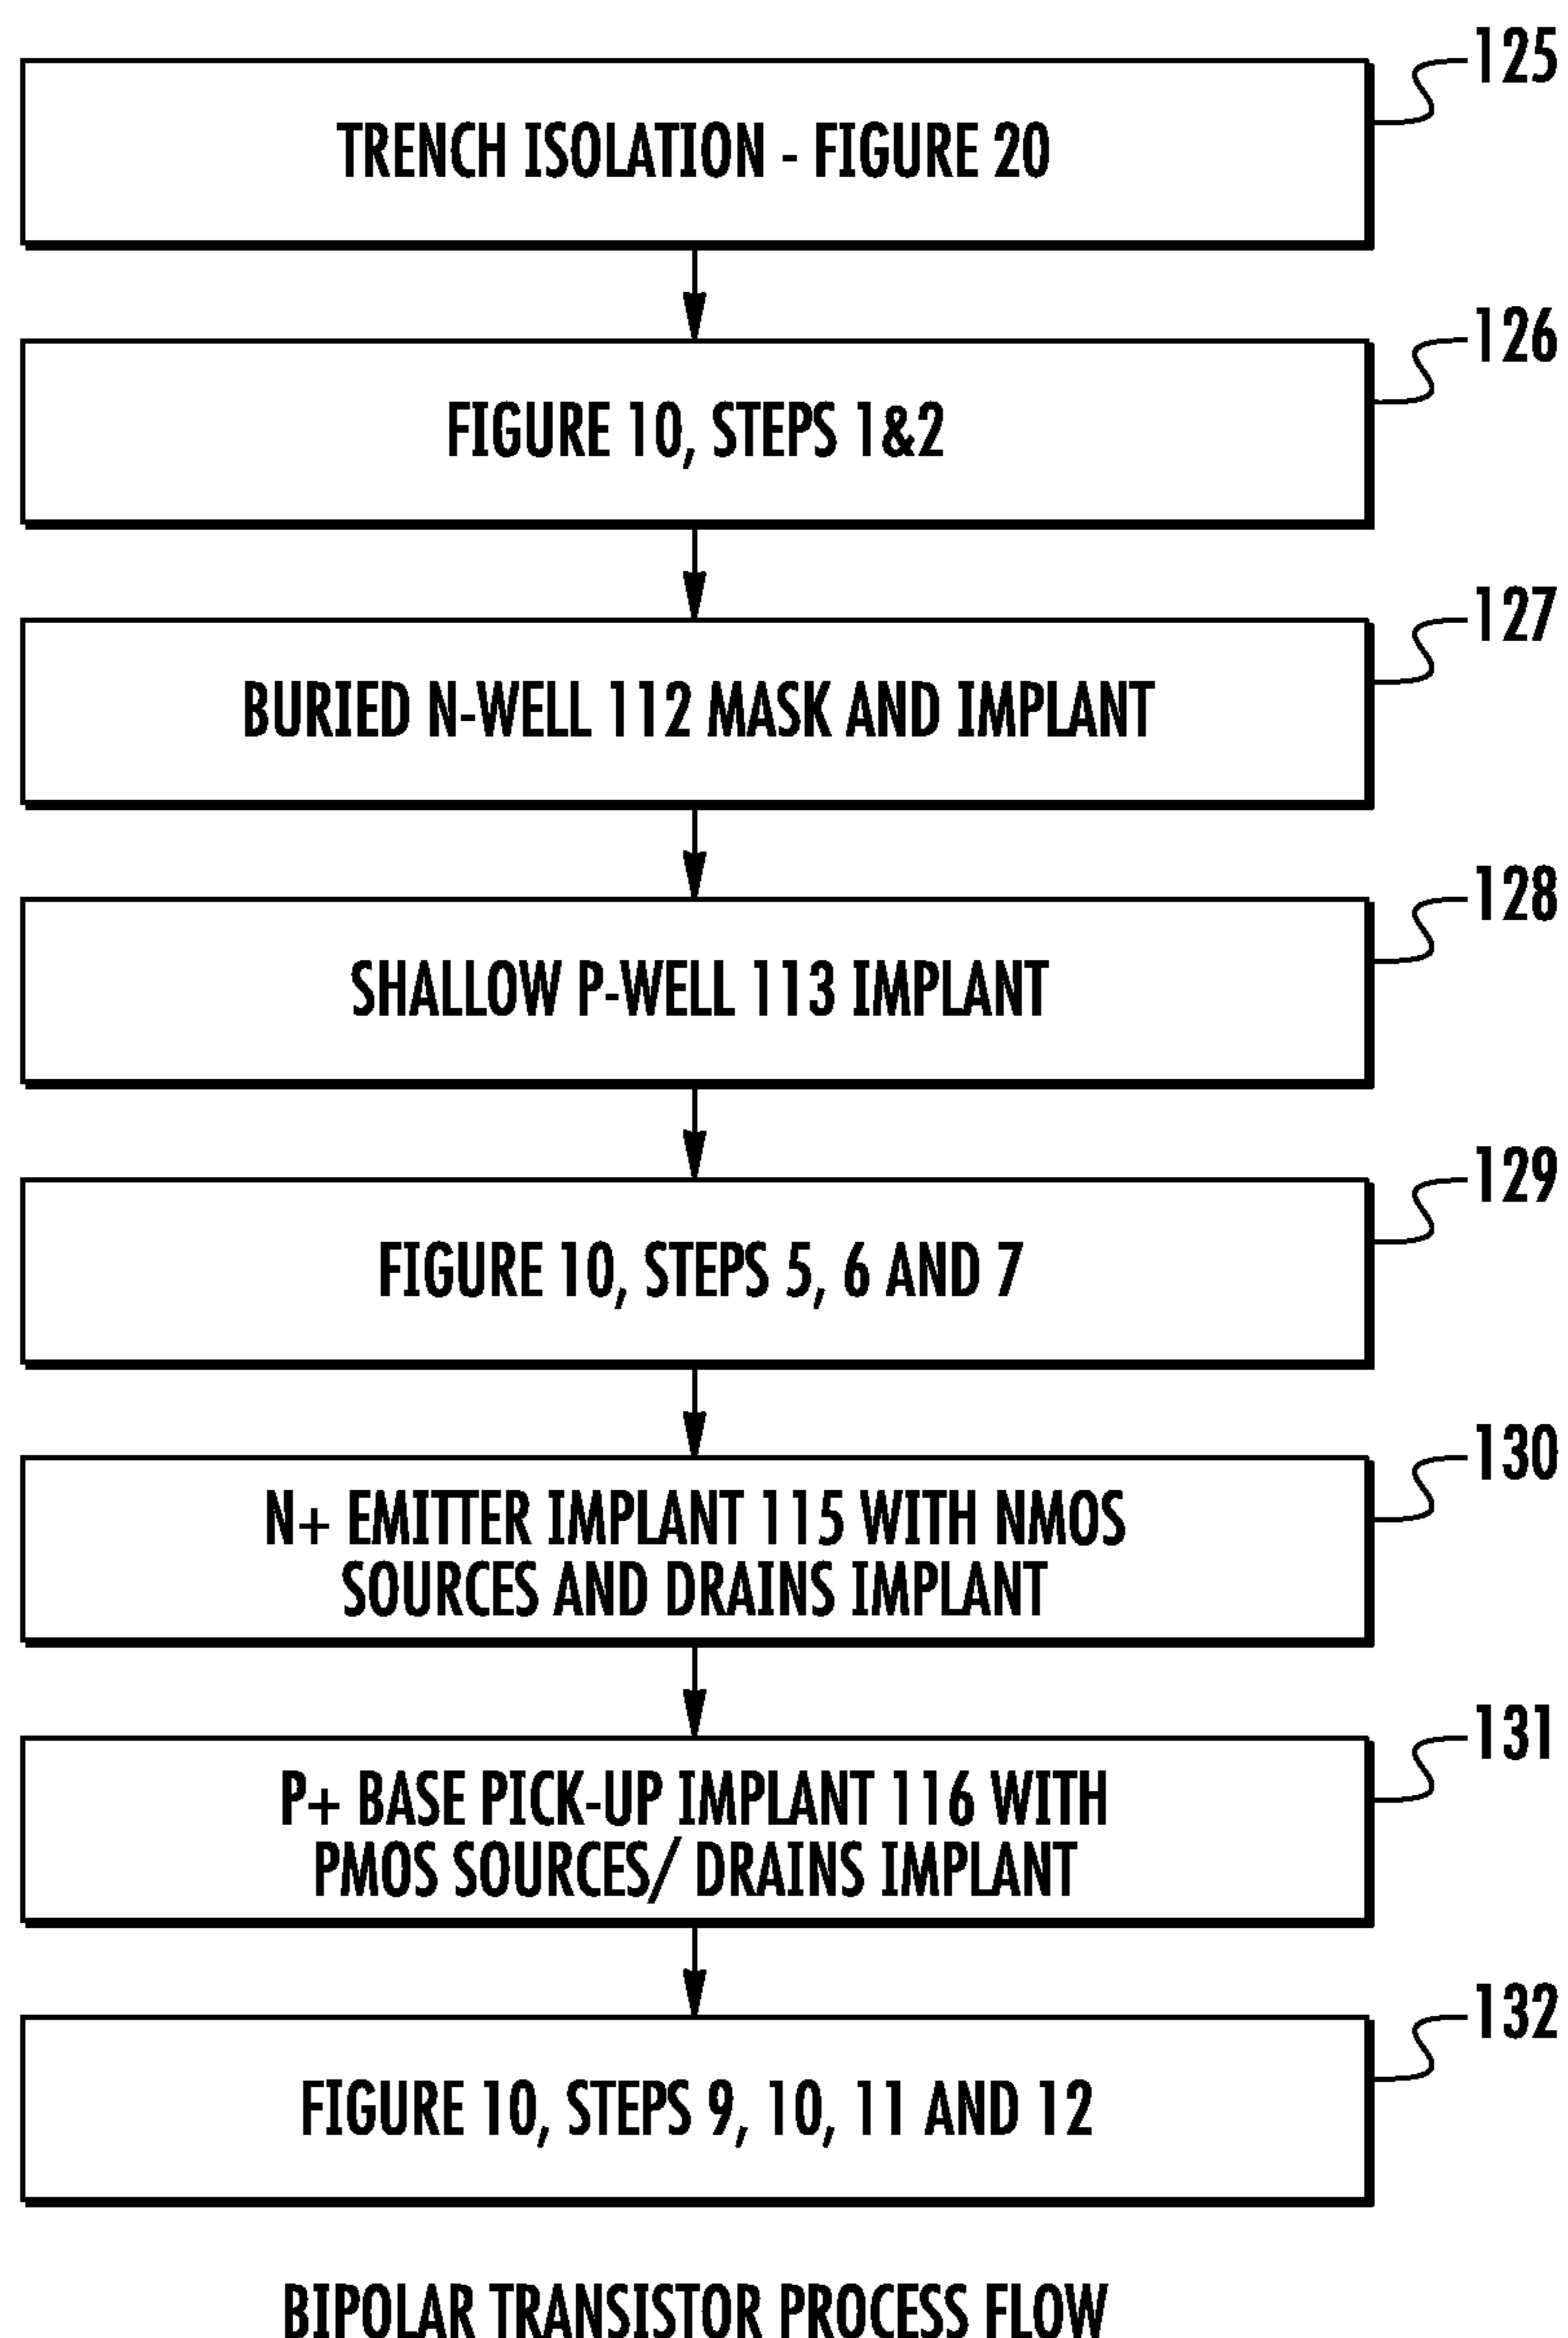 125
TRENCH ISOLATION - FIGURE 20
126
FIGURE 10, STEPS 1&2
127
BURIED N-WELL 112 MASK AND IMPLANT
128
SHALLOW P-WELL 113 IMPLANT
129
FIGURE 10, STEPS 5, 6 AND 7
130
N+ EMITTER IMPLANT 115 WITH NMOS
SOURCES AND DRAINS IMPLANT
131
P+ BASE PICK-UP IMPLANT 116 WITH
PMOS SOURCES/ DRAINS IMPLANT
132
FIGURE 10, STEPS 9, 10, 11 AND 12
BIPOLAR TRANSISTOR PROCESS FLOW